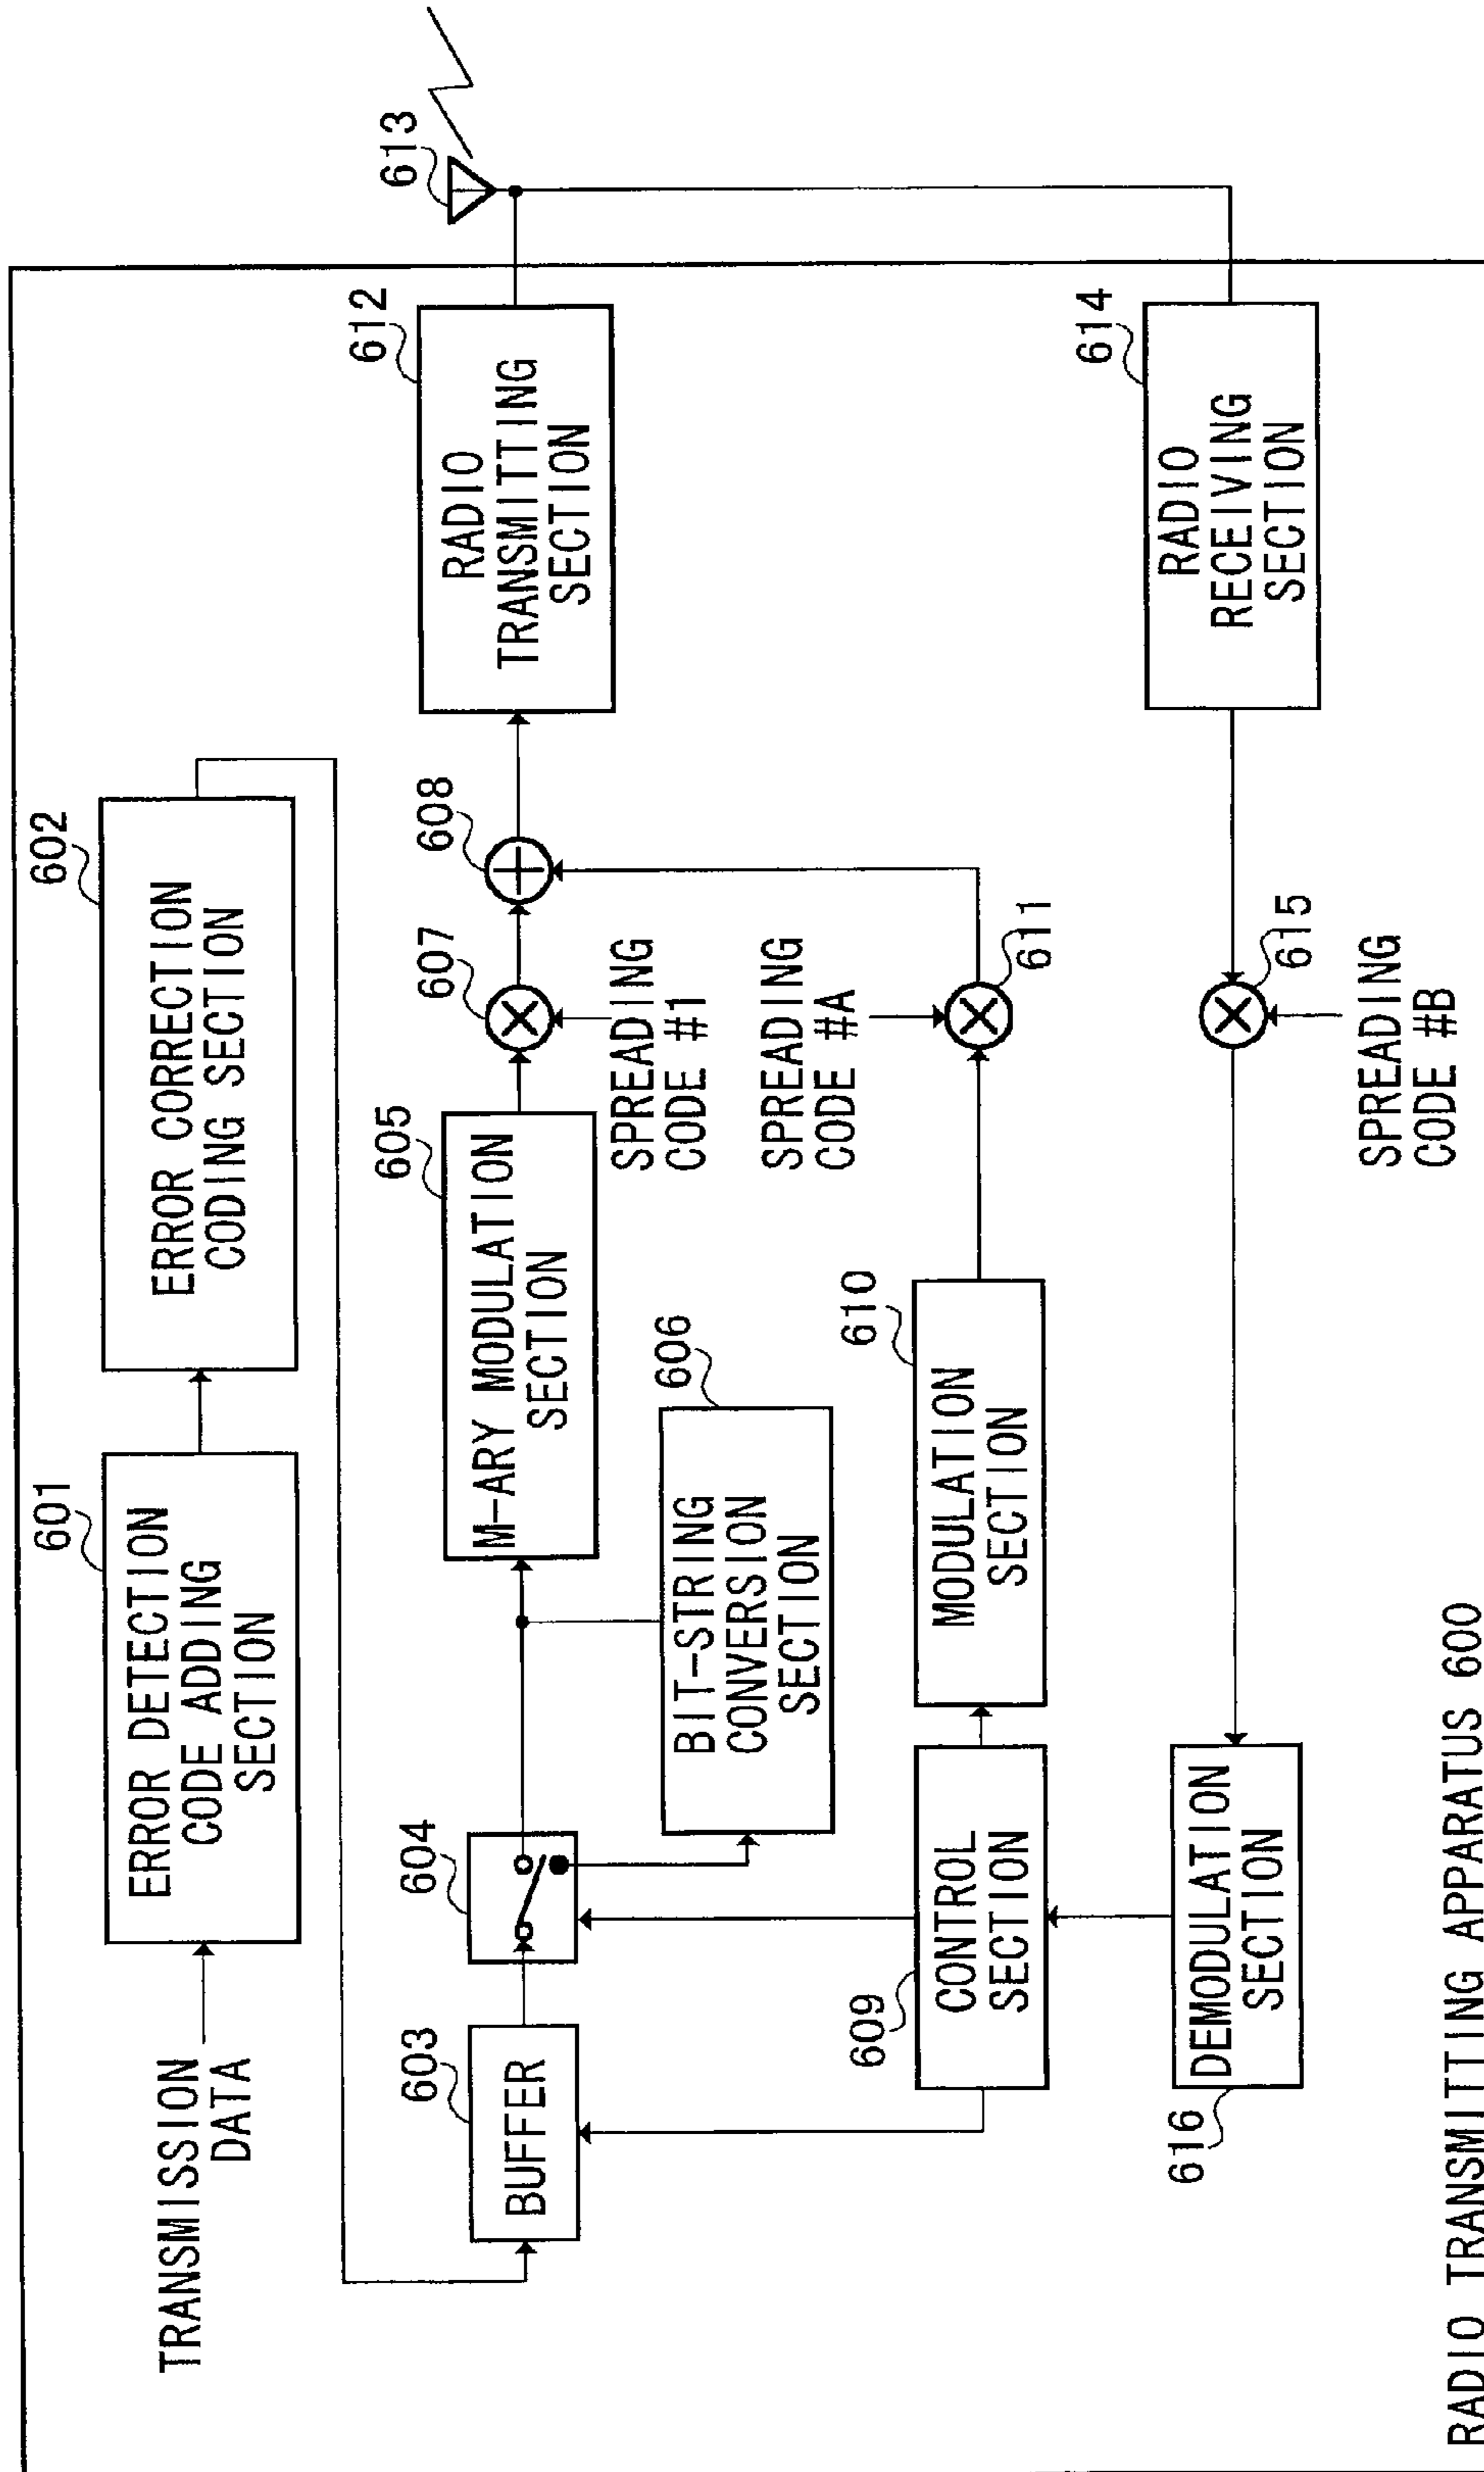 601
602
TRANSMISSION
DATA
ERROR DETECTION
CODE ADDING
SECTION
ERROR CORRECTION
CODING SECTION
603
BUFFER
604
605
M-ARY MODULATION
SECTION
607
608
612
RADIO
TRANSMITTING
SECTION
613
SPREADING
CODE #1
606
BIT-STRING
CONVERSION
SECTION
SPREADING
CODE #A
609
CONTROL
SECTION
610
MODULATION
SECTION
611
614
RADIO
RECEIVING
SECTION
616
DEMODULATION
SECTION
615
SPREADING
CODE #B
RADIO TRANSMITTING APPARATUS 600